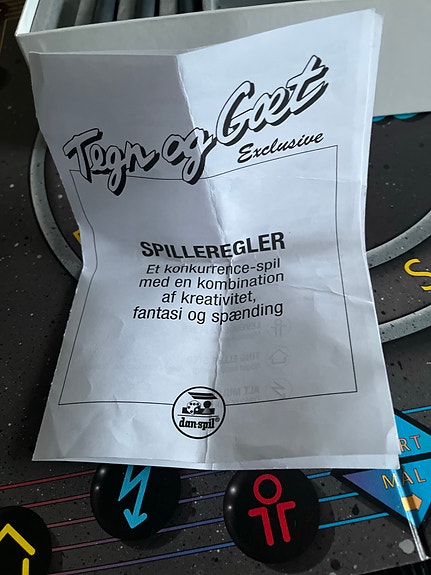 Tegn og Gæt
Exclusive
SPILLEREGLER
Et konkurrence-spil
med en kombination
af kreativitet,
fantasi og spænding
dan-spil®
MÅL